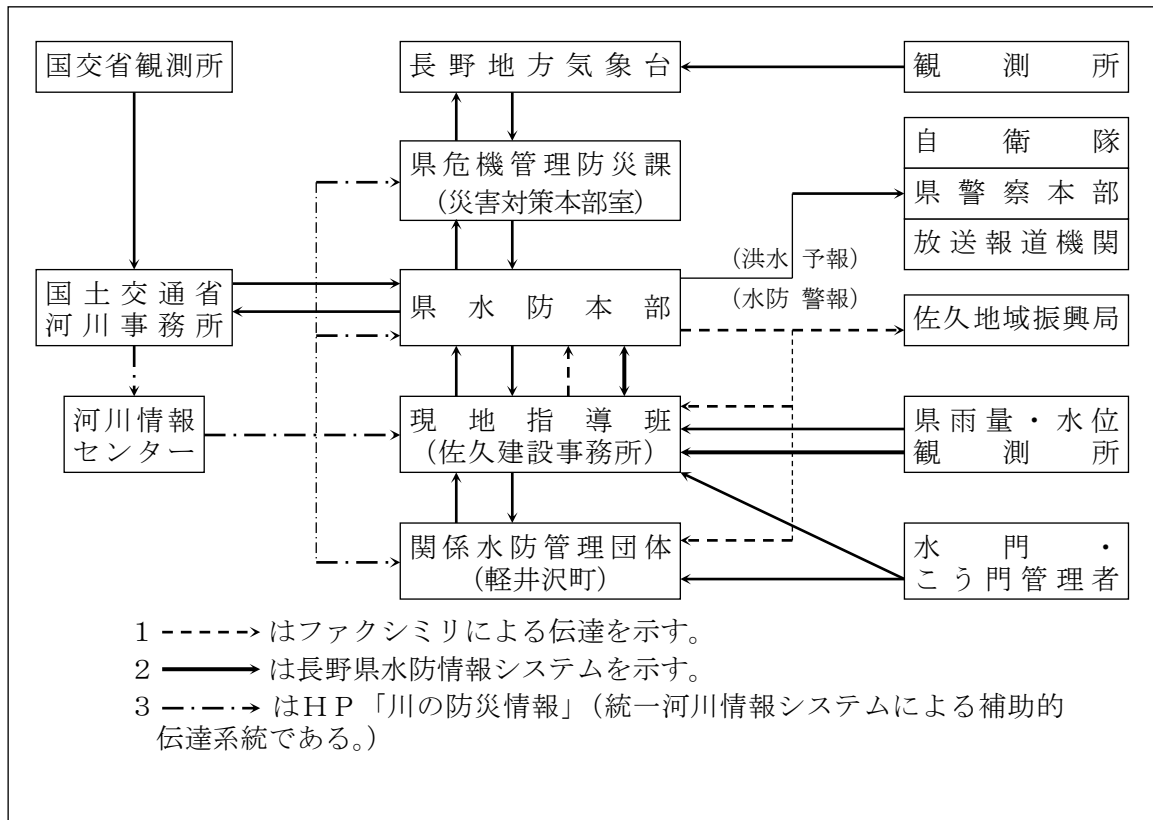 国交省観測所
長野地方気象台
観測所
県危機管理防災課
(災害対策本部室)
自衛隊
県警察本部
放送報道機関
国土交通省
河川事務所
県水防本部
(洪水 予報)
(水防 警報)
佐久地域振興局
河川情報
センター
現地指導班
(佐久建設事務所)
県雨量・水位
観測所
関係水防管理団体
(軽井沢町)
水門・
こう門管理者
1 はファクシミリによる伝達を示す。
2 は長野県水防情報システムを示す。
3 はHP「川の防災情報」(統一河川情報システムによる補助的
伝達系統である。)